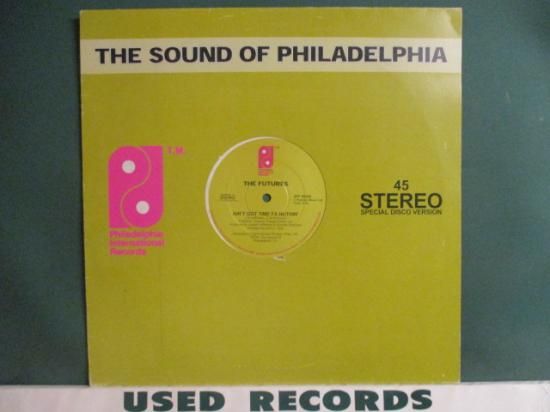 THE SOUND OF PHILADELPHIA
T.M.
Philadelphia
International
Records
THE FUTURES
AIN'T GOT TIME FA NUTHIN'
45
STEREO
SPECIAL DISCO VERSION
USED RECORDS